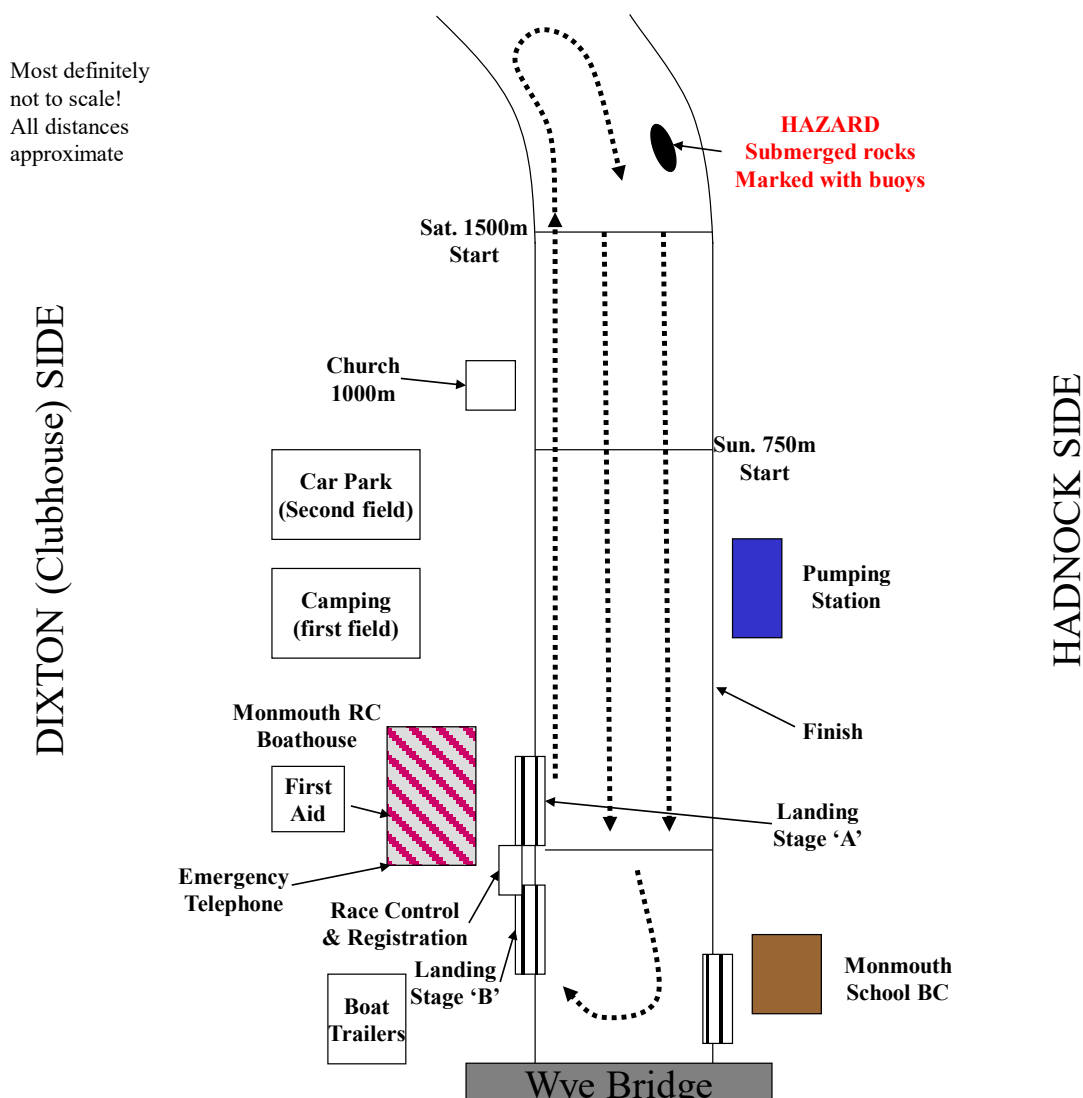 Most definitely
not to scale!
All distances
approximate
HAZARD
Submerged rocks
Marked with buoys
Sat. 1500m
Start
DIXTON (Clubhouse) SIDE
Church
1000m
HADNOCK SIDE
Sun. 750m
Start
Car Park
(Second field)
Pumping
Station
Camping
(first field)
Monmouth RC
Boathouse
Finish
First
Aid
Landing
Stage ‘A’
Emergency
Telephone
Race Control
& Registration
Landing
Stage ‘B’
Monmouth
School BC
Boat
Trailers
Wye Bridge